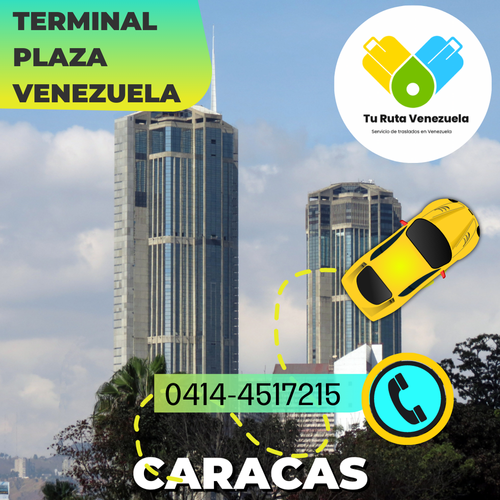 TERMINAL
PLAZA
VENEZUELA
Tu Ruta Venezuela
Servicio de traslados en Venezuela
0414-4517215
CARACAS